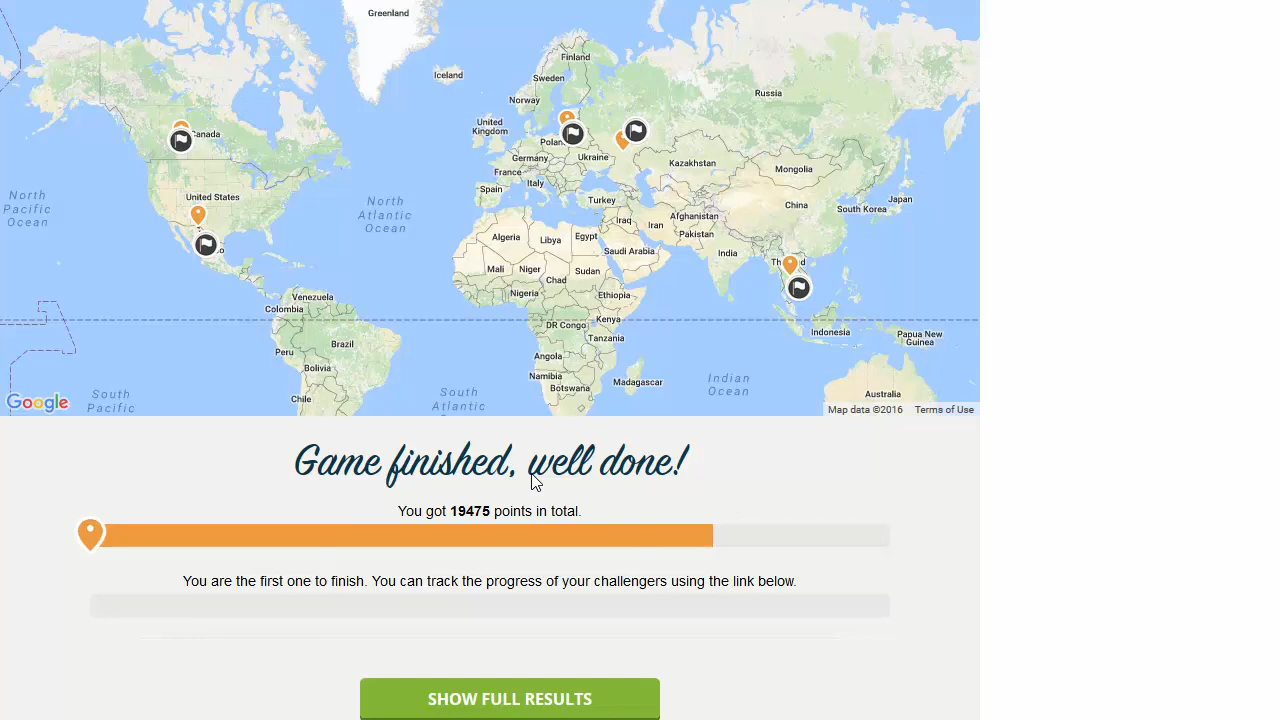 Greenland
Iceland
Finland
Sweden
Norway
Russia
United
Kingdom
Canada
Germany
Ukraine
France
Kazakhstan
Mongolia
Spain
Italy
Turkey
United States
North
Pacific
Ocean
North
Atlantic
Ocean
Japan
South Korea
China
Iraq
Iran
Afghanistan
Pakistan
Algeria
Libya
Egypt
Saudi Arabia
India
Mali
Niger
Chad
Sudan
Nigeria
Ethiopia
Venezuela
Colombia
DR Congo
Kenya
Tanzania
Indonesia
Papua New
Guinea
Peru
Brazil
Bolivia
Angola
Namibia
Botswana
Madagascar
Indian
Ocean
Chile
Australia
South
Pacific
South
Atlantic
Google
Map data ©2016 Terms of Use
Game finished, well done!
You got 19475 points in total.
You are the first one to finish. You can track the progress of your challengers using the link below.
SHOW FULL RESULTS